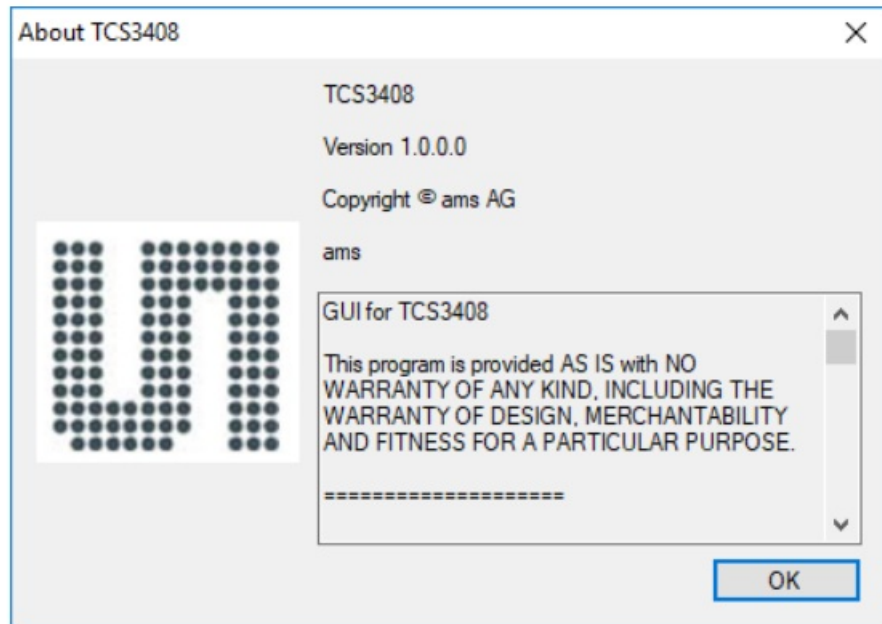 About TCS3408
TCS3408
Version 1.0.0.0
Copyright © ams AG
ams
GUI for TCS3408
This program is provided AS IS with NO
WARRANTY OF ANY KIND, INCLUDING THE
WARRANTY OF DESIGN, MERCHANTABILITY
AND FITNESS FOR A PARTICULAR PURPOSE.
====================
OK